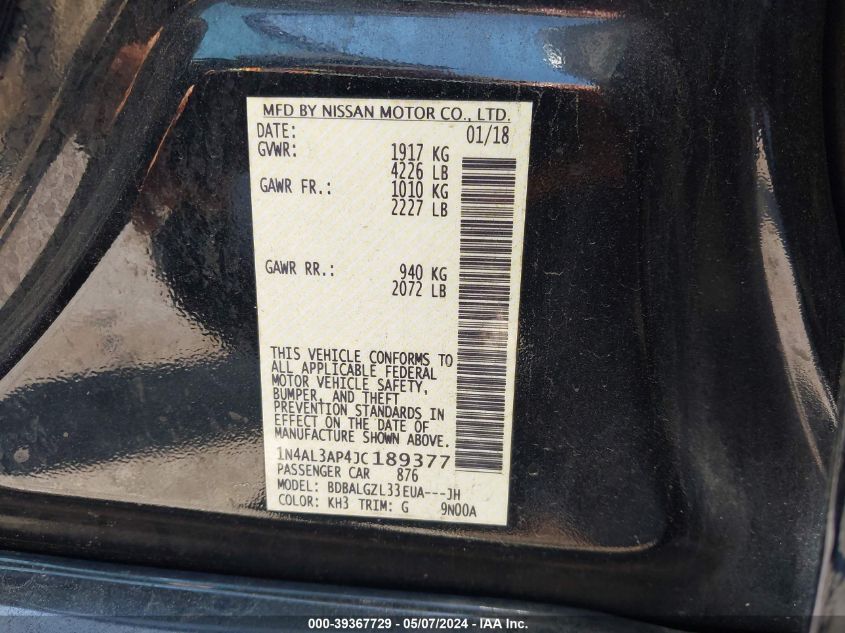 MFD BY NISSAN MOTOR CO., LTD.
DATE: 01/18
GVWR: 1917 KG
4226 LB
GAWR FR.: 1010 KG
2227 LB
GAWR RR.: 940 KG
2072 LB
THIS VEHICLE CONFORMS TO
ALL APPLICABLE FEDERAL
MOTOR VEHICLE SAFETY,
BUMPER, AND THEFT
PREVENTION STANDARDS IN
EFFECT ON THE DATE OF
MANUFACTURE SHOWN ABOVE.
1N4AL3AP4JC189377
PASSENGER CAR 876
MODEL: BDBALGZL33EUA---JH
COLOR: KH3 TRIM: G 9N00A
000-39367729 - 05/07/2024 - IAA Inc.